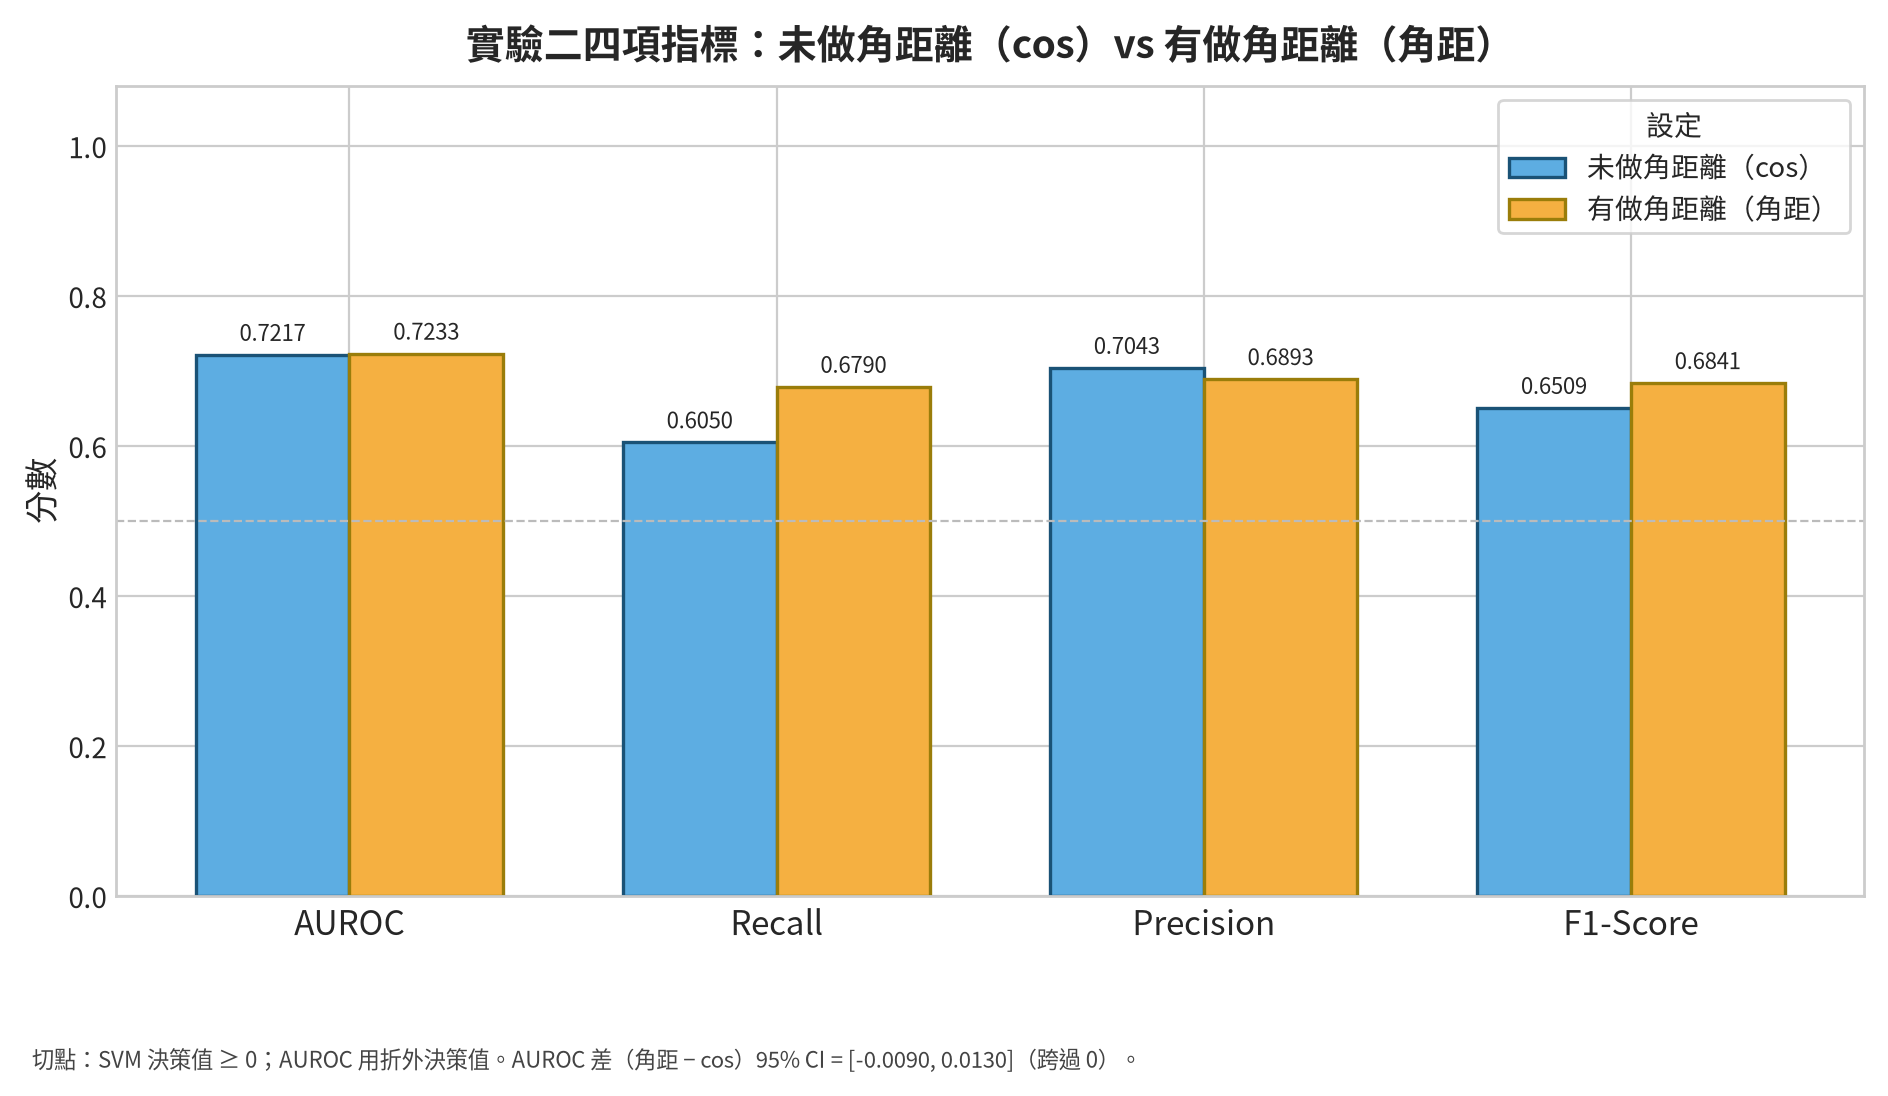 實驗二四項指標：未做角距離（cos）vs 有做角距離（角距）
設定
未做角距離（cos）
有做角距離（角距）
分數
1.0
0.8
0.6
0.4
0.2
0.0
0.7217
0.7233
0.6050
0.6790
0.7043
0.6893
0.6509
0.6841
AUROC
Recall
Precision
F1-Score
切點：SVM 決策值 ≥ 0；AUROC 用折外決策值。AUROC 差（角距 − cos）95% CI = [-0.0090, 0.0130]（跨過 0）。